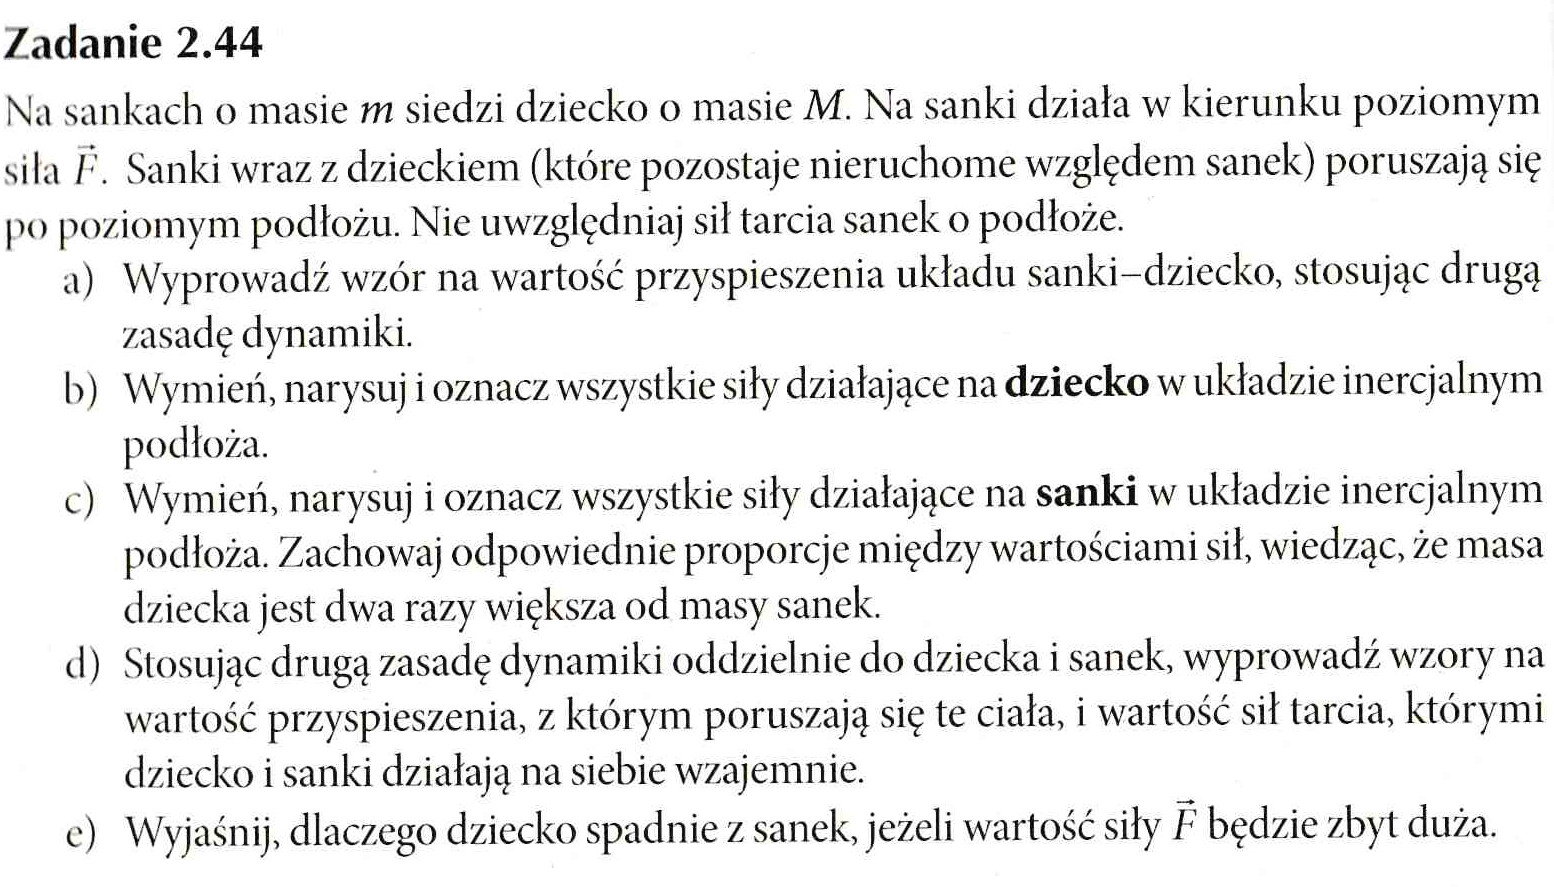 Zadanie 2.44
Na sankach o masie m siedzi dziecko o masie M. Na sanki działa w kierunku poziomym
siła F⃗. Sanki wraz z dzieckiem (które pozostaje nieruchome względem sanek) poruszają się
po poziomym podłożu. Nie uwzględniaj sił tarcia sanek o podłoże.
a) Wyprowadź wzór na wartość przyspieszenia układu sanki–dziecko, stosując drugą
zasadę dynamiki.
b) Wymień, narysuj i oznacz wszystkie siły działające na dziecko w układzie inercjalnym
podłoża.
c) Wymień, narysuj i oznacz wszystkie siły działające na sanki w układzie inercjalnym
podłoża. Zachowaj odpowiednie proporcje między wartościami sił, wiedząc, że masa
dziecka jest dwa razy większa od masy sanek.
d) Stosując drugą zasadę dynamiki oddzielnie do dziecka i sanek, wyprowadź wzory na
wartość przyspieszenia, z którym poruszają się te ciała, i wartość sił tarcia, którymi
dziecko i sanki działają na siebie wzajemnie.
e) Wyjaśnij, dlaczego dziecko spadnie z sanek, jeżeli wartość siły F⃗ będzie zbyt duża.